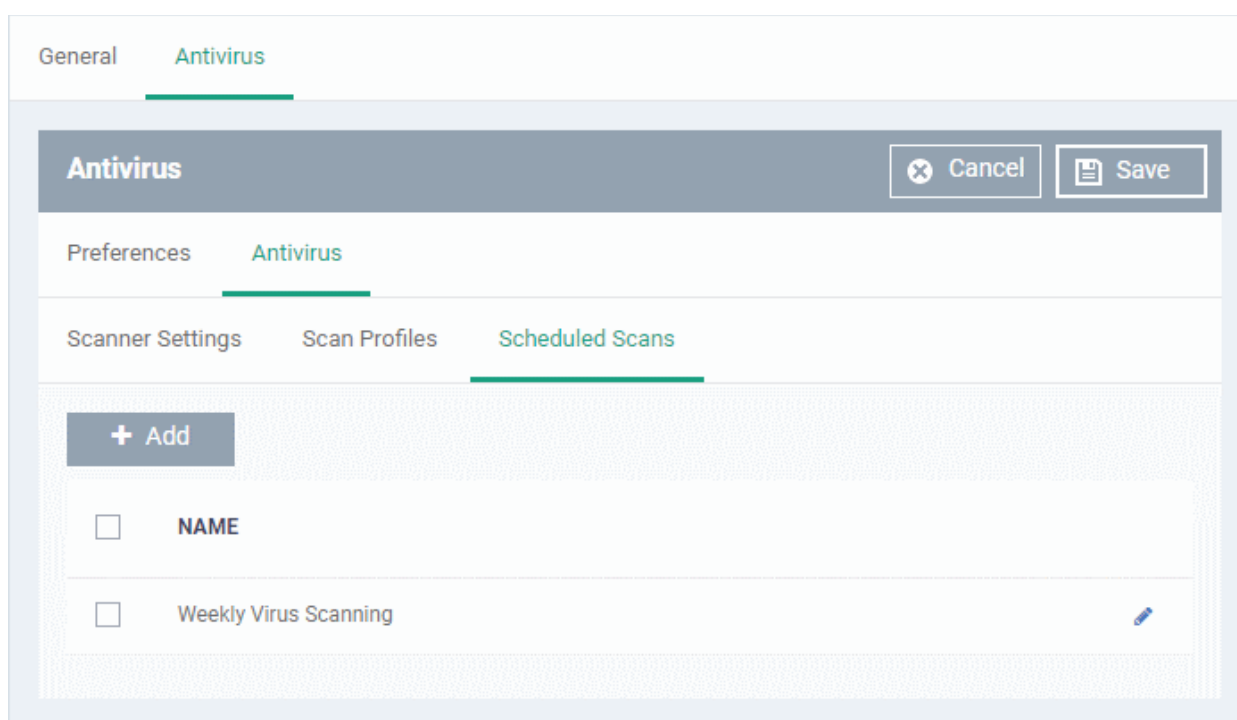 General Antivirus
Antivirus Cancel Save
Preferences Antivirus
Scanner Settings Scan Profiles Scheduled Scans
+ Add
NAME
Weekly Virus Scanning